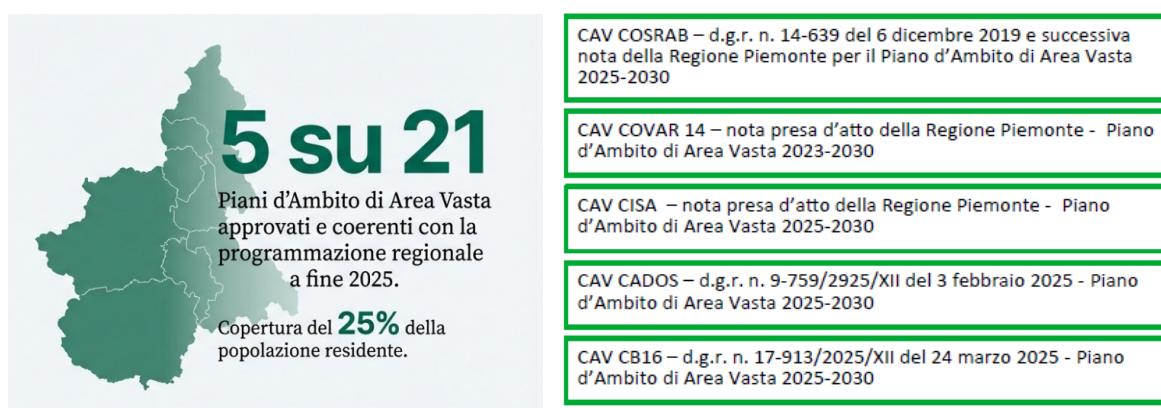 5 su 21
Piani d’Ambito di Area Vasta
approvati e coerenti con la
programmazione regionale
a fine 2025.
Copertura del 25% della
popolazione residente.
CAV COSRAB – d.g.r. n. 14-639 del 6 dicembre 2019 e successiva
nota della Regione Piemonte per il Piano d’Ambito di Area Vasta
2025-2030
CAV COVAR 14 – nota presa d’atto della Regione Piemonte - Piano
d’Ambito di Area Vasta 2023-2030
CAV CISA – nota presa d’atto della Regione Piemonte - Piano
d’Ambito di Area Vasta 2025-2030
CAV CADOS – d.g.r. n. 9-759/2925/XII del 3 febbraio 2025 - Piano
d’Ambito di Area Vasta 2025-2030
CAV CB16 – d.g.r. n. 17-913/2025/XII del 24 marzo 2025 - Piano
d’Ambito di Area Vasta 2025-2030